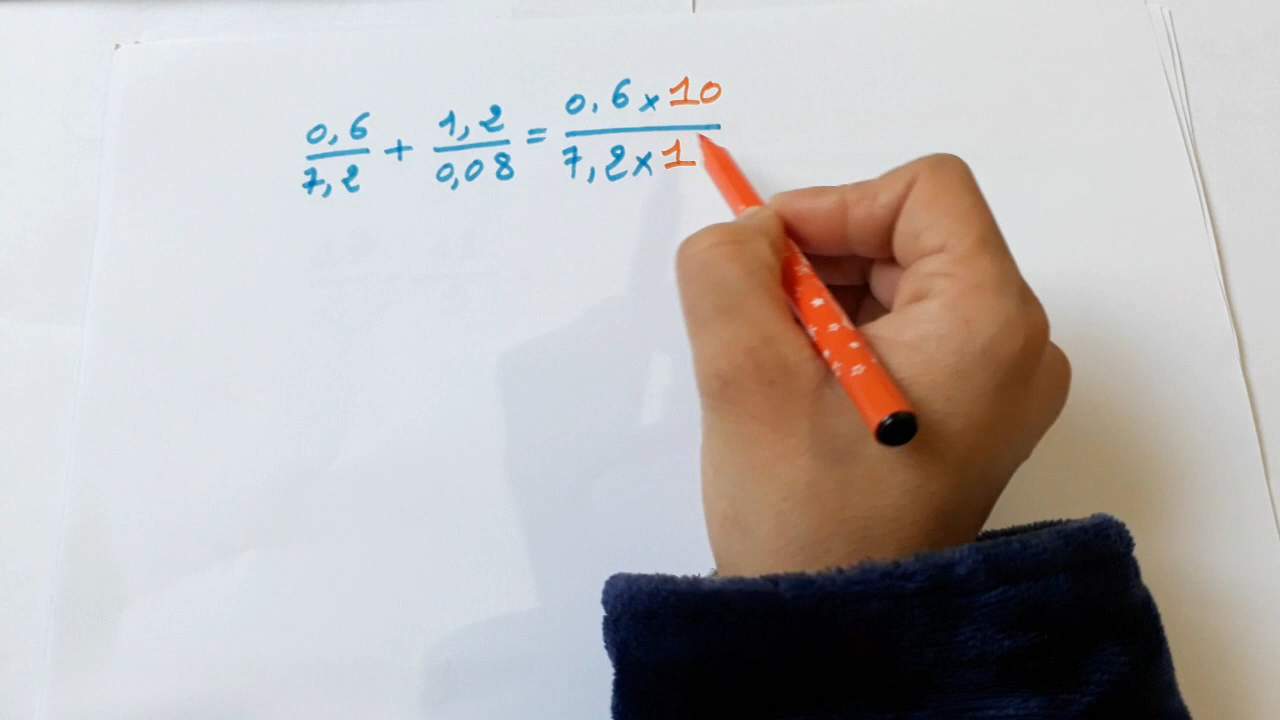 0,6/7,2 + 1,2/0,08 = 0,6 x 10/7,2 x 1